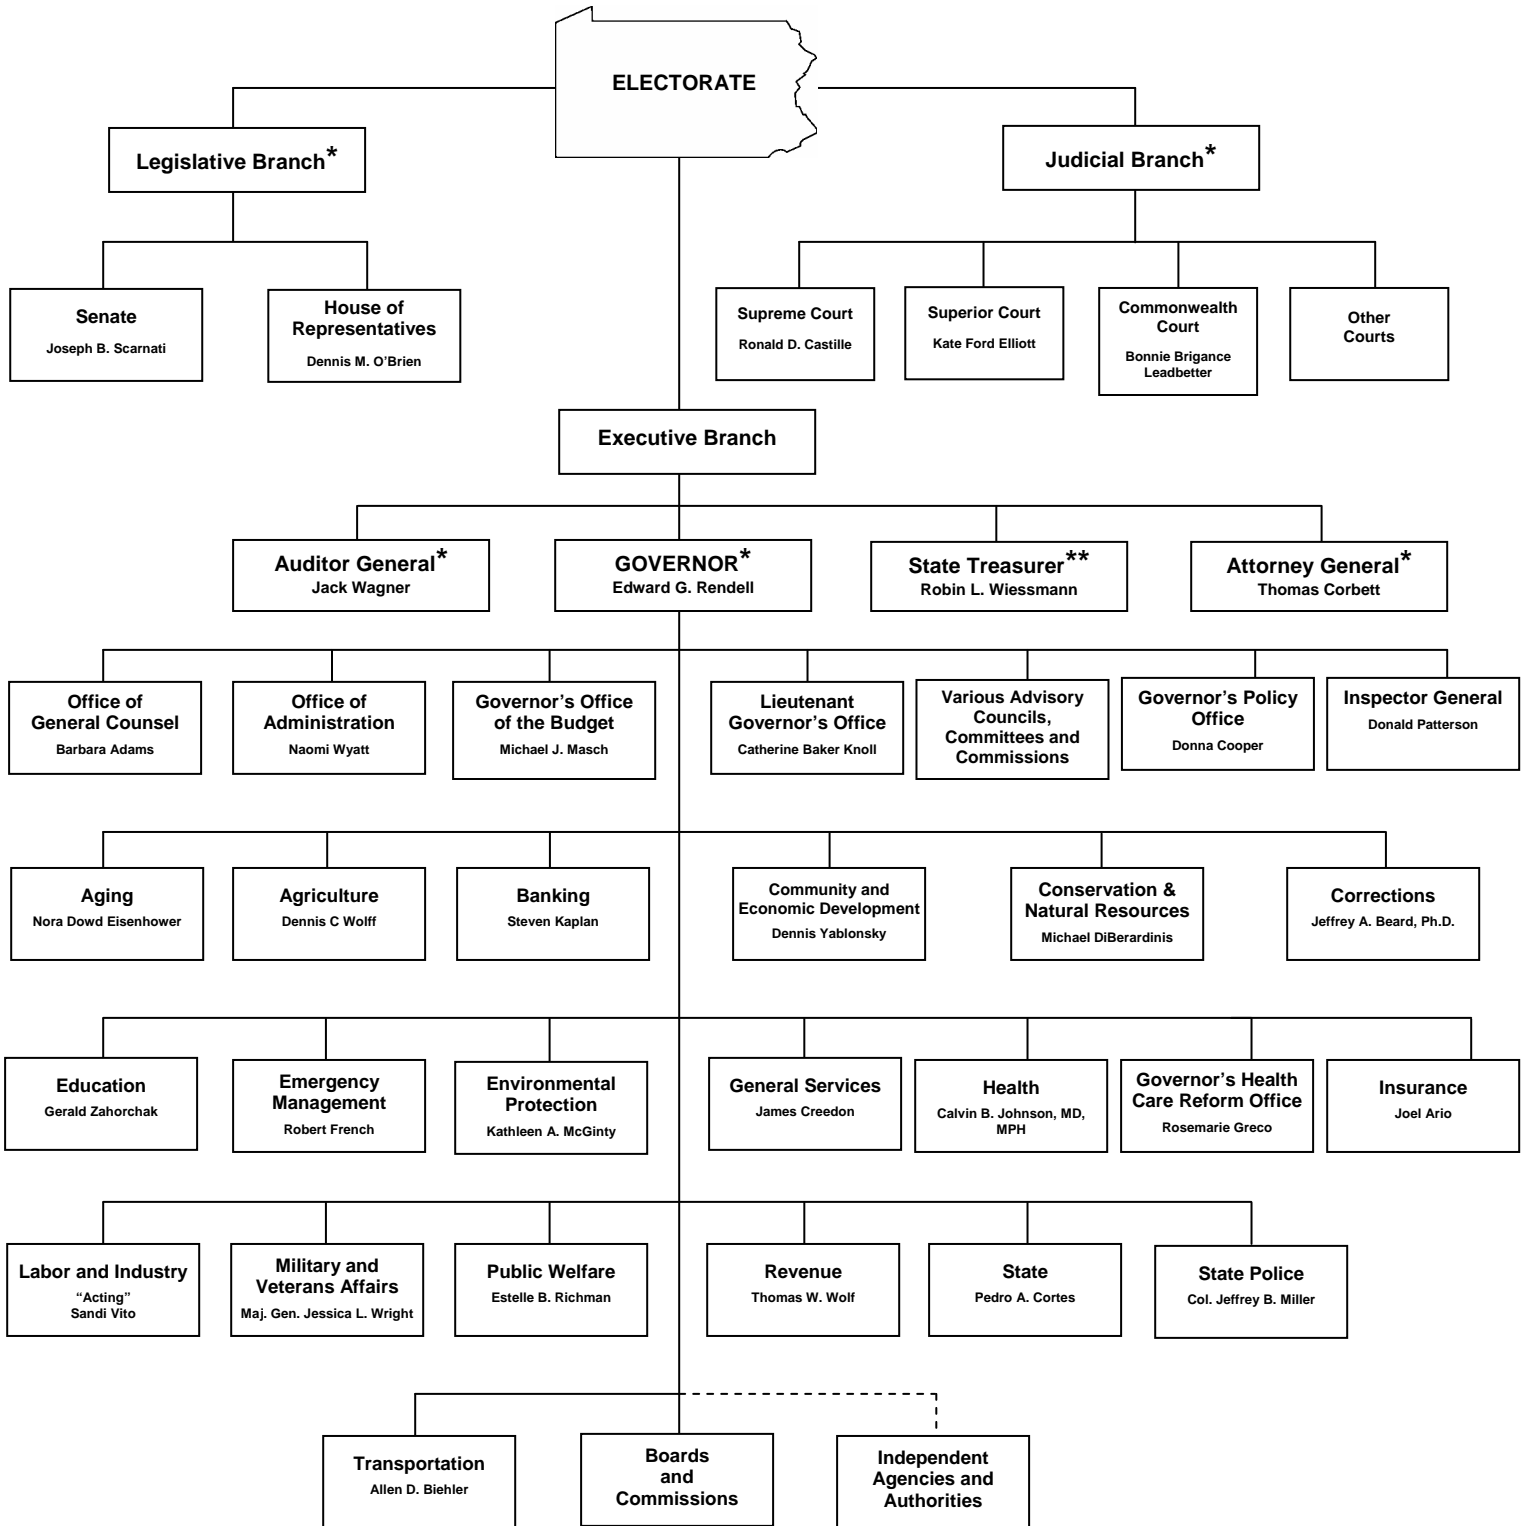 ELECTORATE
Legislative Branch*
Judicial Branch*
Senate
Joseph B. Scarnati
House of
Representatives
Dennis M. O’Brien
Supreme Court
Ronald D. Castille
Superior Court
Kate Ford Elliott
Commonwealth
Court
Bonnie Brigance
Leadbetter
Other
Courts
Executive Branch
Auditor General*
Jack Wagner
GOVERNOR*
Edward G. Rendell
State Treasurer**
Robin L. Wiessmann
Attorney General*
Thomas Corbett
Office of
General Counsel
Barbara Adams
Office of
Administration
Naomi Wyatt
Governor’s Office
of the Budget
Michael J. Masch
Lieutenant
Governor’s Office
Catherine Baker Knoll
Various Advisory
Councils,
Committees and
Commissions
Governor’s Policy
Office
Donna Cooper
Inspector General
Donald Patterson
Aging
Nora Dowd Eisenhower
Agriculture
Dennis C Wolff
Banking
Steven Kaplan
Community and
Economic Development
Dennis Yablonsky
Conservation &
Natural Resources
Michael DiBerardinis
Corrections
Jeffrey A. Beard, Ph.D.
Education
Gerald Zahorchak
Emergency
Management
Robert French
Environmental
Protection
Kathleen A. McGinty
General Services
James Creedon
Health
Calvin B. Johnson, MD,
MPH
Governor’s Health
Care Reform Office
Rosemarie Greco
Insurance
Joel Ario
Labor and Industry
“Acting”
Sandi Vito
Military and
Veterans Affairs
Maj. Gen. Jessica L. Wright
Public Welfare
Estelle B. Richman
Revenue
Thomas W. Wolf
State
Pedro A. Cortes
State Police
Col. Jeffrey B. Miller
Transportation
Allen D. Biehler
Boards
and
Commissions
Independent
Agencies and
Authorities